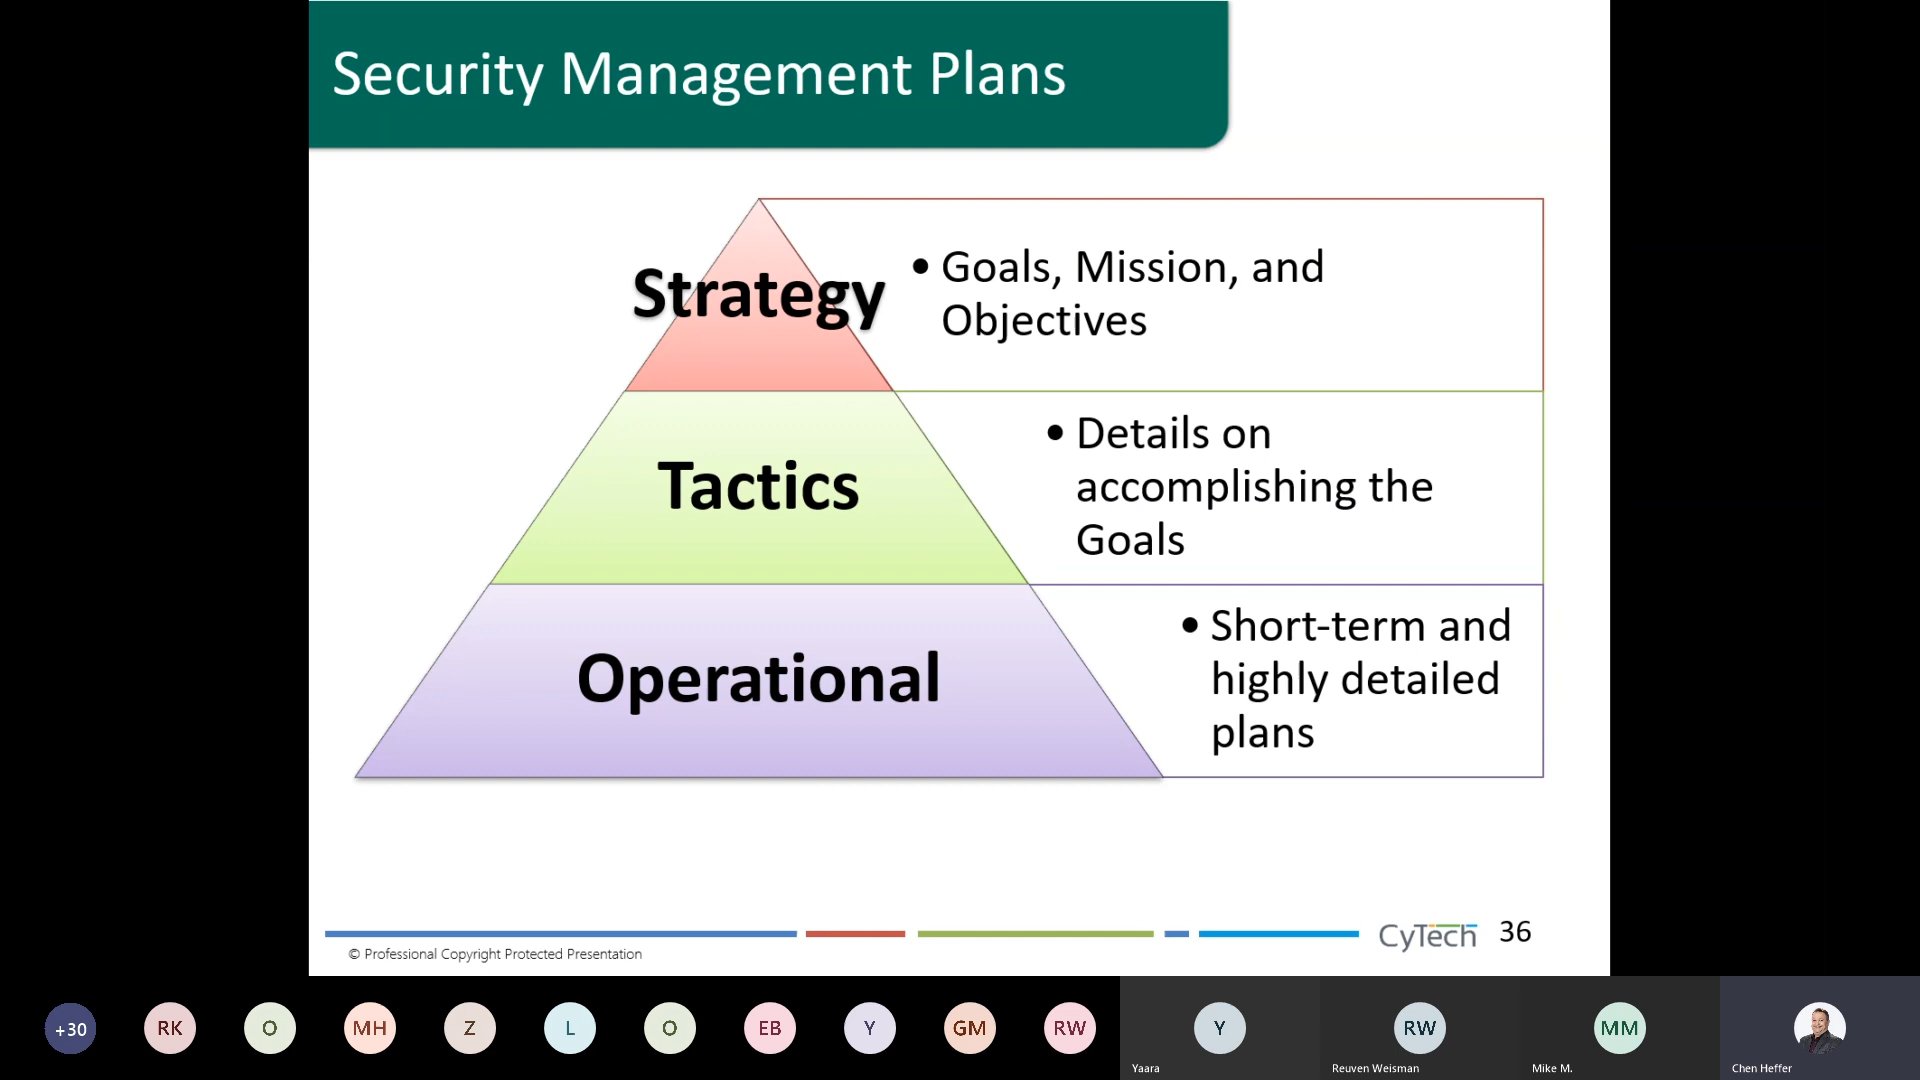 Security Management Plans
Strategy
• Goals, Mission, and
Objectives
Tactics
• Details on
accomplishing the
Goals
Operational
• Short-term and
highly detailed
plans
CyTech
36
© Professional Copyright Protected Presentation
+30
RK
O
MH
Z
L
O
EB
Y
GM
RW
Y
Yaara
RW
Reuven Weisman
MM
Mike M.
Chen Heffer